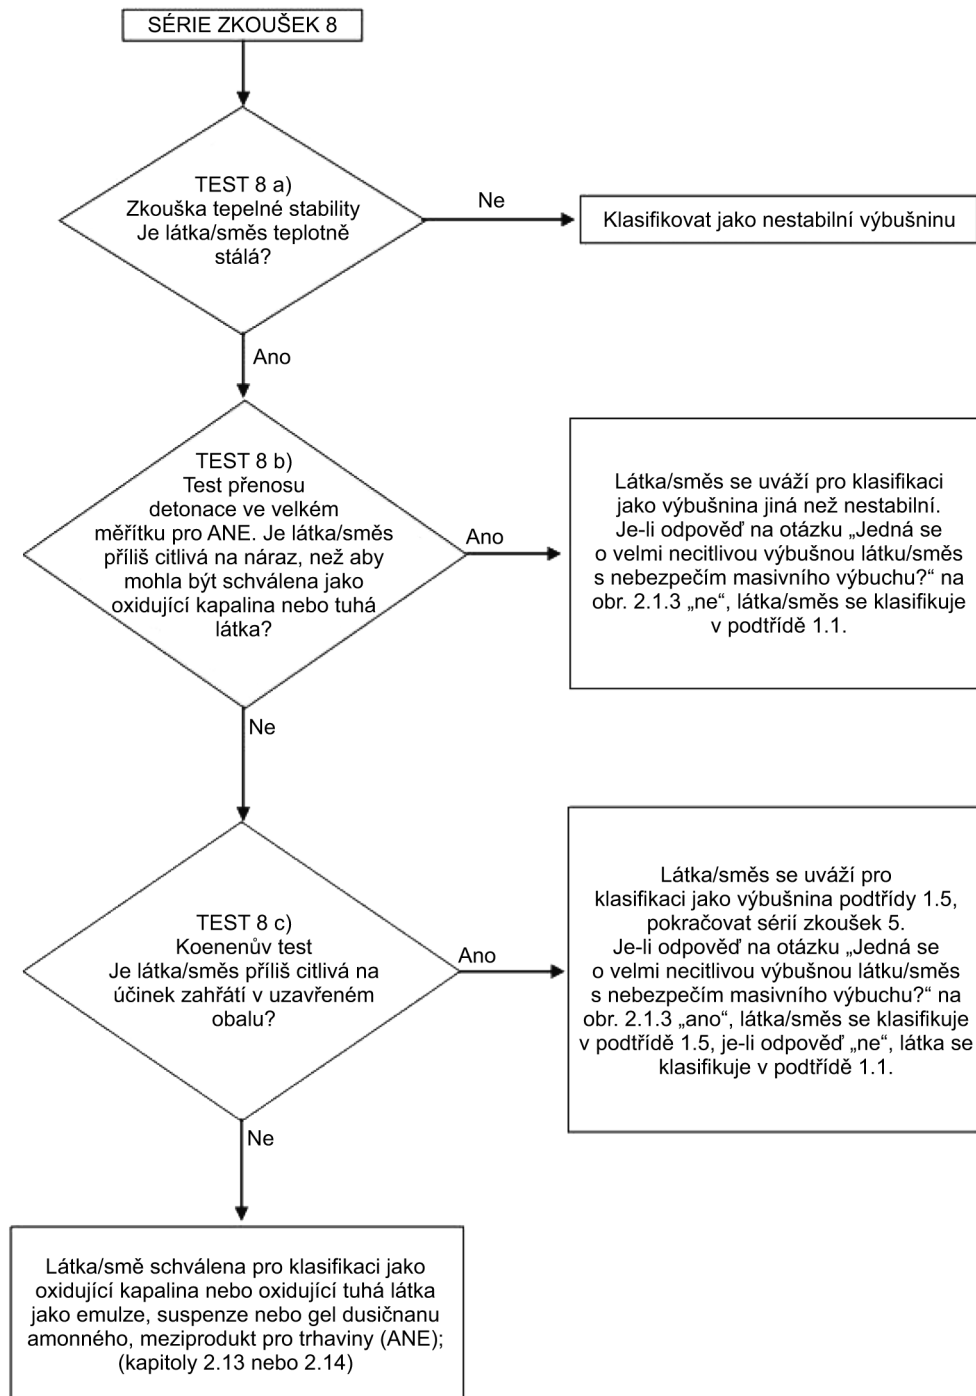 SÉRIE ZKOUŠEK 8
TEST 8 a)
Zkouška tepelné stability
Je látka/směs teplotně
stálá?
Ne
Klasifikovat jako nestabilní výbušninu
Ano
TEST 8 b)
Test přenosu
detonace ve velkém
měřítku pro ANE. Je látka/směs
příliš citlivá na náraz, než aby
mohla být schválena jako
oxidující kapalina nebo tuhá
látka?
Ano
Látka/směs se uváží pro klasifikaci
jako výbušnina jiná než nestabilní.
Je-li odpověď na otázku „Jedná se
o velmi necitlivou výbušnou látku/směs
s nebezpečím masivního výbuchu?“ na
obr. 2.1.3 „ne“, látka/směs se klasifikuje
v podtřídě 1.1.
Ne
TEST 8 c)
Koenenův test
Je látka/směs příliš citlivá na
účinek zahřátí v uzavřeném
obalu?
Ano
Látka/směs se uváží pro
klasifikaci jako výbušnina podtřídy 1.5,
pokračovat sérií zkoušek 5.
Je-li odpověď na otázku „Jedná se
o velmi necitlivou výbušnou látku/směs
s nebezpečím masivního výbuchu?“ na
obr. 2.1.3 „ano“, látka/směs se klasifikuje
v podtřídě 1.5, je-li odpověď „ne“, látka se
klasifikuje v podtřídě 1.1.
Ne
Látka/smě schválena pro klasifikaci jako
oxidující kapalina nebo oxidující tuhá látka
jako emulze, suspenze nebo gel dusičnanu
amonného, meziprodukt pro trhaviny (ANE);
(kapitoly 2.13 nebo 2.14)